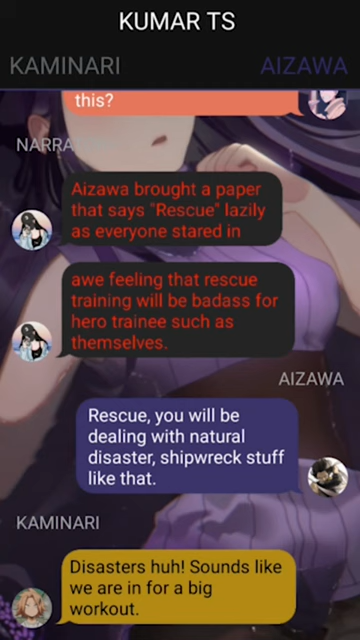 KUMAR TS
KAMINARI
AIZAWA
this?
NARRA
Aizawa brought a paper
that says "Rescue" lazily
as everyone stared in
awe feeling that rescue
training will be badass for
hero trainee such as
themselves.
AIZAWA
Rescue, you will be
dealing with natural
disaster, shipwreck stuff
like that.
KAMINARI
Disasters huh! Sounds like
we are in for a big
workout.